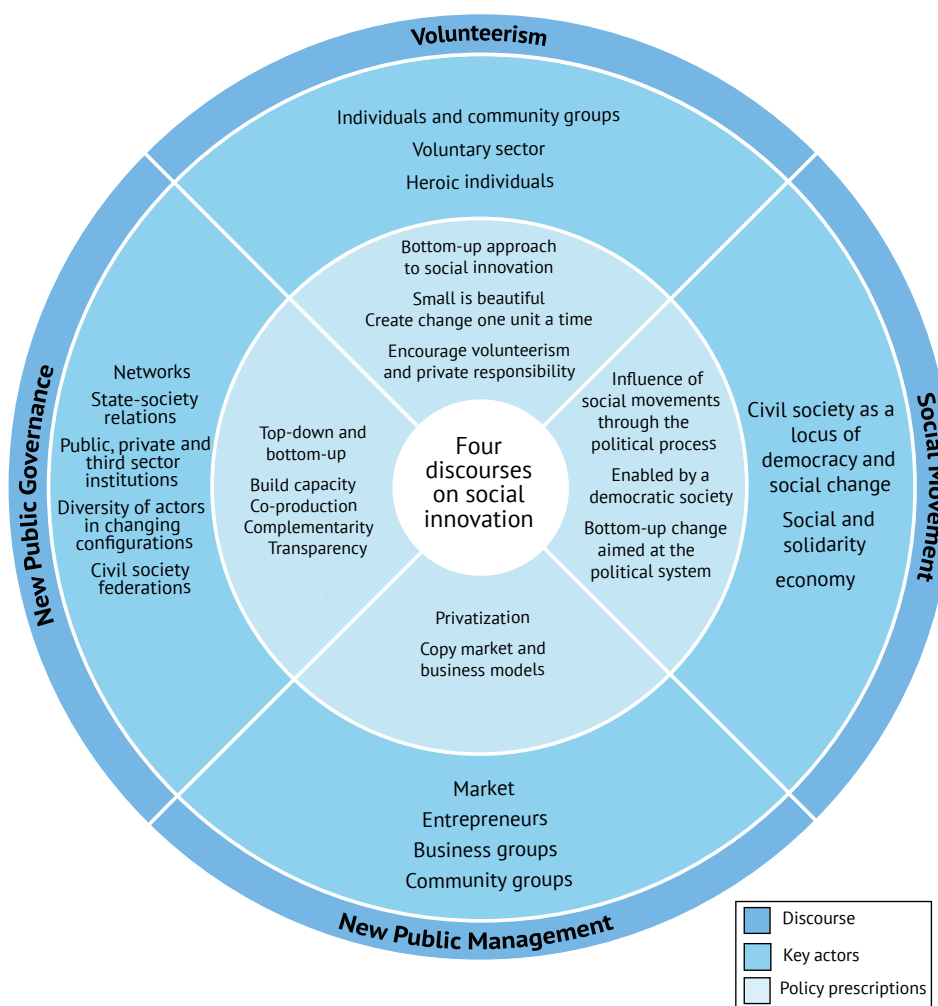 Volunteerism
Individuals and community groups
Voluntary sector
Heroic individuals
Bottom-up approach
to social innovation
Small is beautiful
Create change one unit a time
Encourage volunteerism
and private responsibility
New Public Governance
Networks
State-society
relations
Public, private and
third sector
institutions
Diversity of actors
in changing
configurations
Civil society
federations
Top-down and
bottom-up
Build capacity
Co-production
Complementarity
Transparency
Four
discourses
on social
innovation
Influence of
social movements
through the
political process
Enabled by a
democratic society
Bottom-up change
aimed at the
political system
Civil society as a
locus of
democracy and
social change
Social and
solidarity
economy
Social Movement
Privatization
Copy market and
business models
Market
Entrepreneurs
Business groups
Community groups
New Public Management
Discourse
Key actors
Policy prescriptions